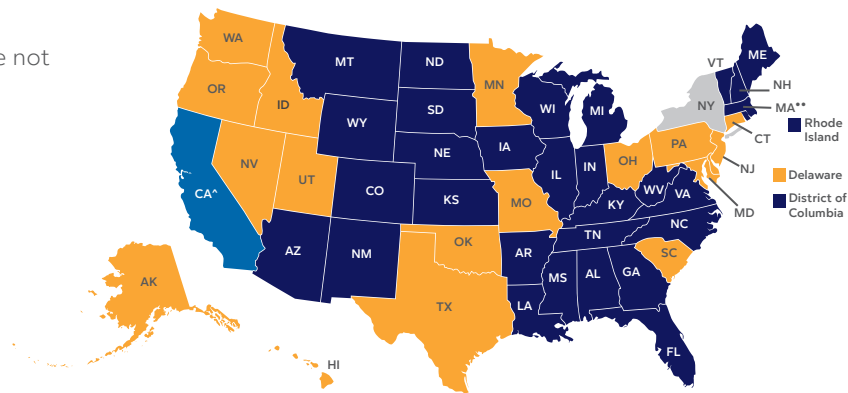 e not
WA
OR
ID
MT
ND
MN
SD
WY
NE
IA
WI
MI
VT
ME
NH
NY
MA**
Rhode
Island
CT
PA
NJ
OH
IN
IL
NV
UT
CA^
CO
KS
MO
KY
WV
VA
MD
Delaware
District of
Columbia
NC
TN
SC
AZ
NM
OK
AR
MS
AL
GA
TX
LA
FL
AK
HI